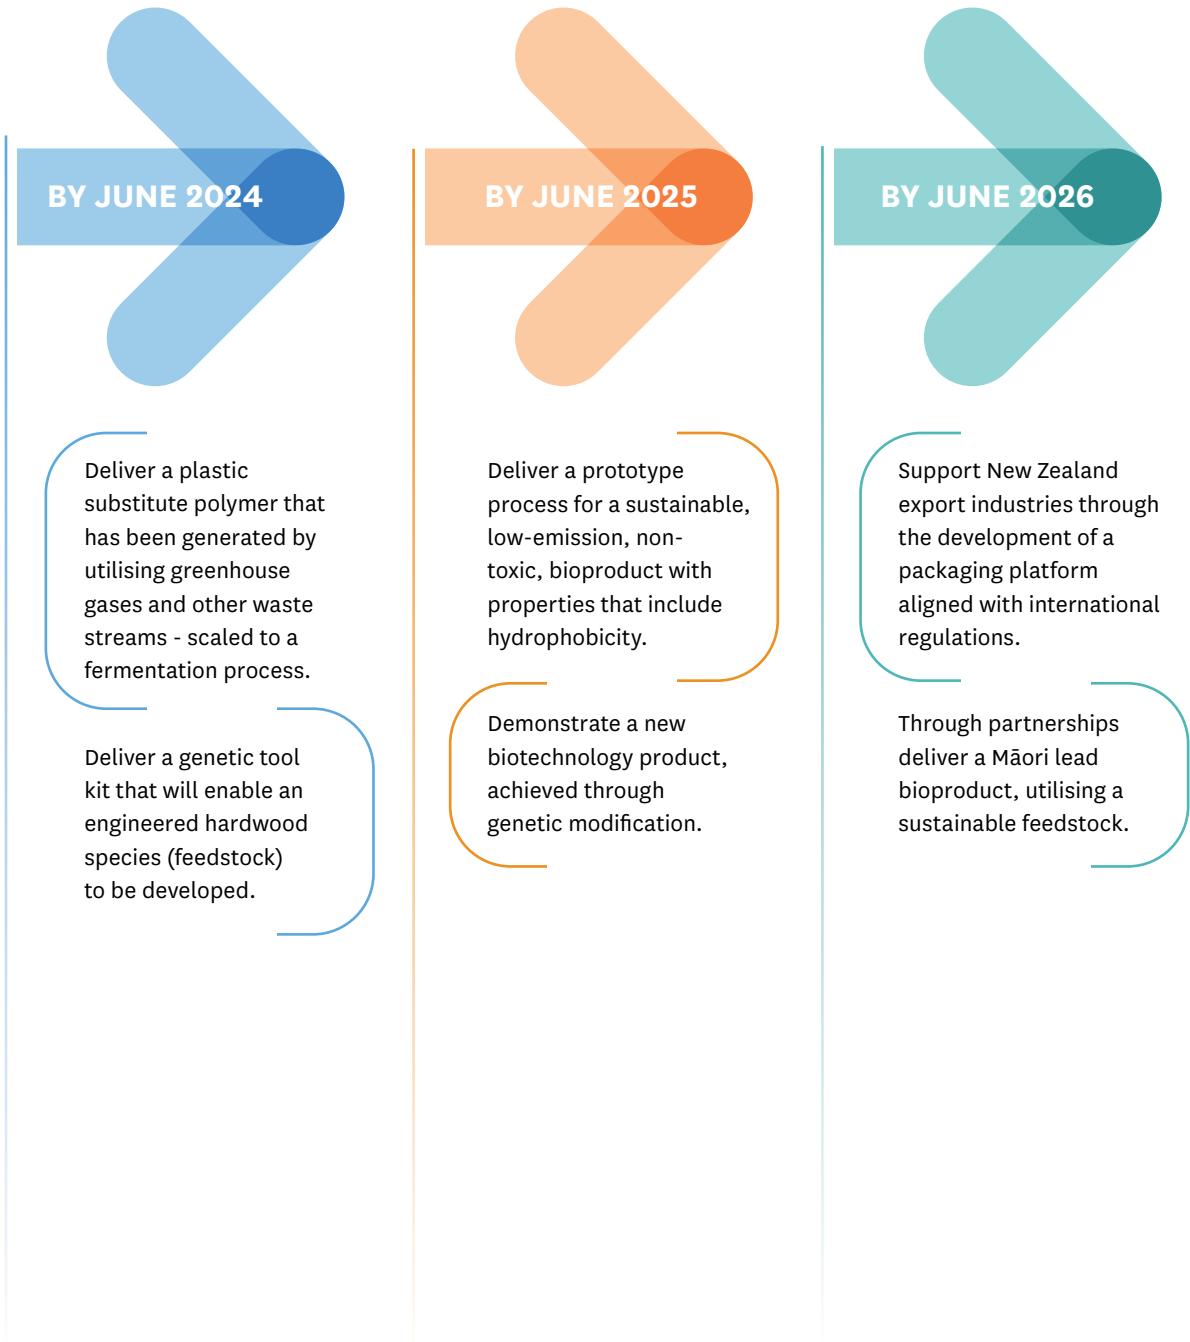 BY JUNE 2024
Deliver a plastic
substitute polymer that
has been generated by
utilising greenhouse
gases and other waste
streams - scaled to a
fermentation process.
Deliver a genetic tool
kit that will enable an
engineered hardwood
species (feedstock)
to be developed.
BY JUNE 2025
Deliver a prototype
process for a sustainable,
low-emission, non-
toxic, bioproduct with
properties that include
hydrophobicity.
Demonstrate a new
biotechnology product,
achieved through
genetic modification.
BY JUNE 2026
Support New Zealand
export industries through
the development of a
packaging platform
aligned with international
regulations.
Through partnerships
deliver a Māori lead
bioproduct, utilising a
sustainable feedstock.